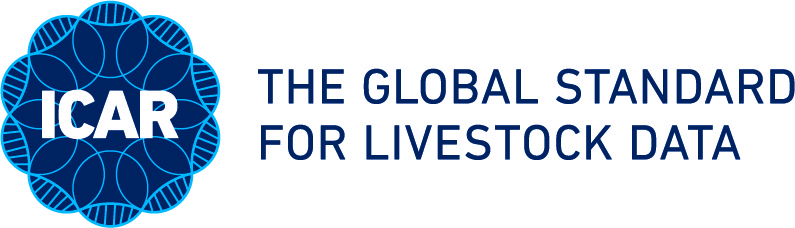 ICAR
THE GLOBAL STANDARD
FOR LIVESTOCK DATA